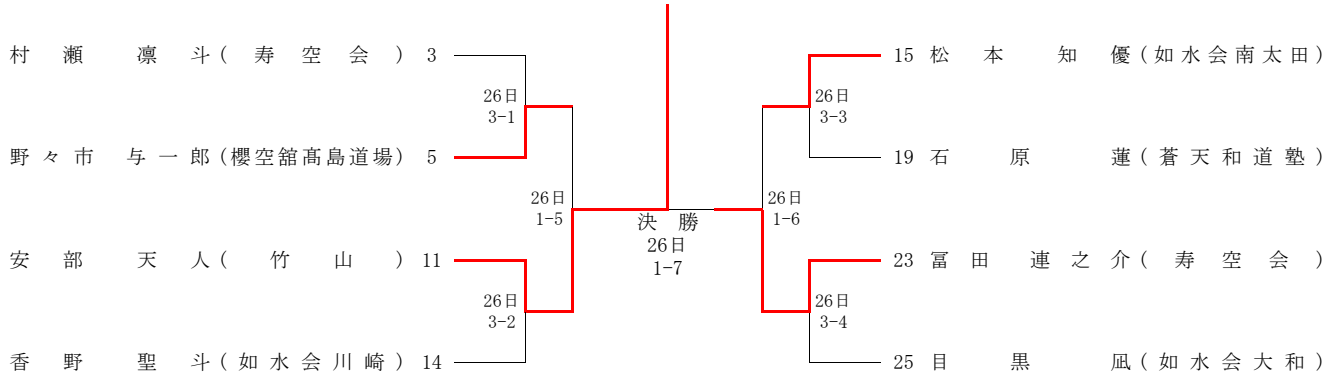 村瀬 凛斗(寿空会) 3
26日
3-1
野々市 与一郎(櫻空舘髙島道場) 5
26日
1-5
安部 天人(竹山) 11
26日
3-2
香野 聖斗(如水会川崎) 14
決勝
26日
1-7
15 松本 知優(如水会南太田)
26日
3-3
19 石原 蓮(蒼天和道塾)
26日
1-6
23 冨田 連之介(寿空会)
26日
3-4
25 目黒 凪(如水会大和)